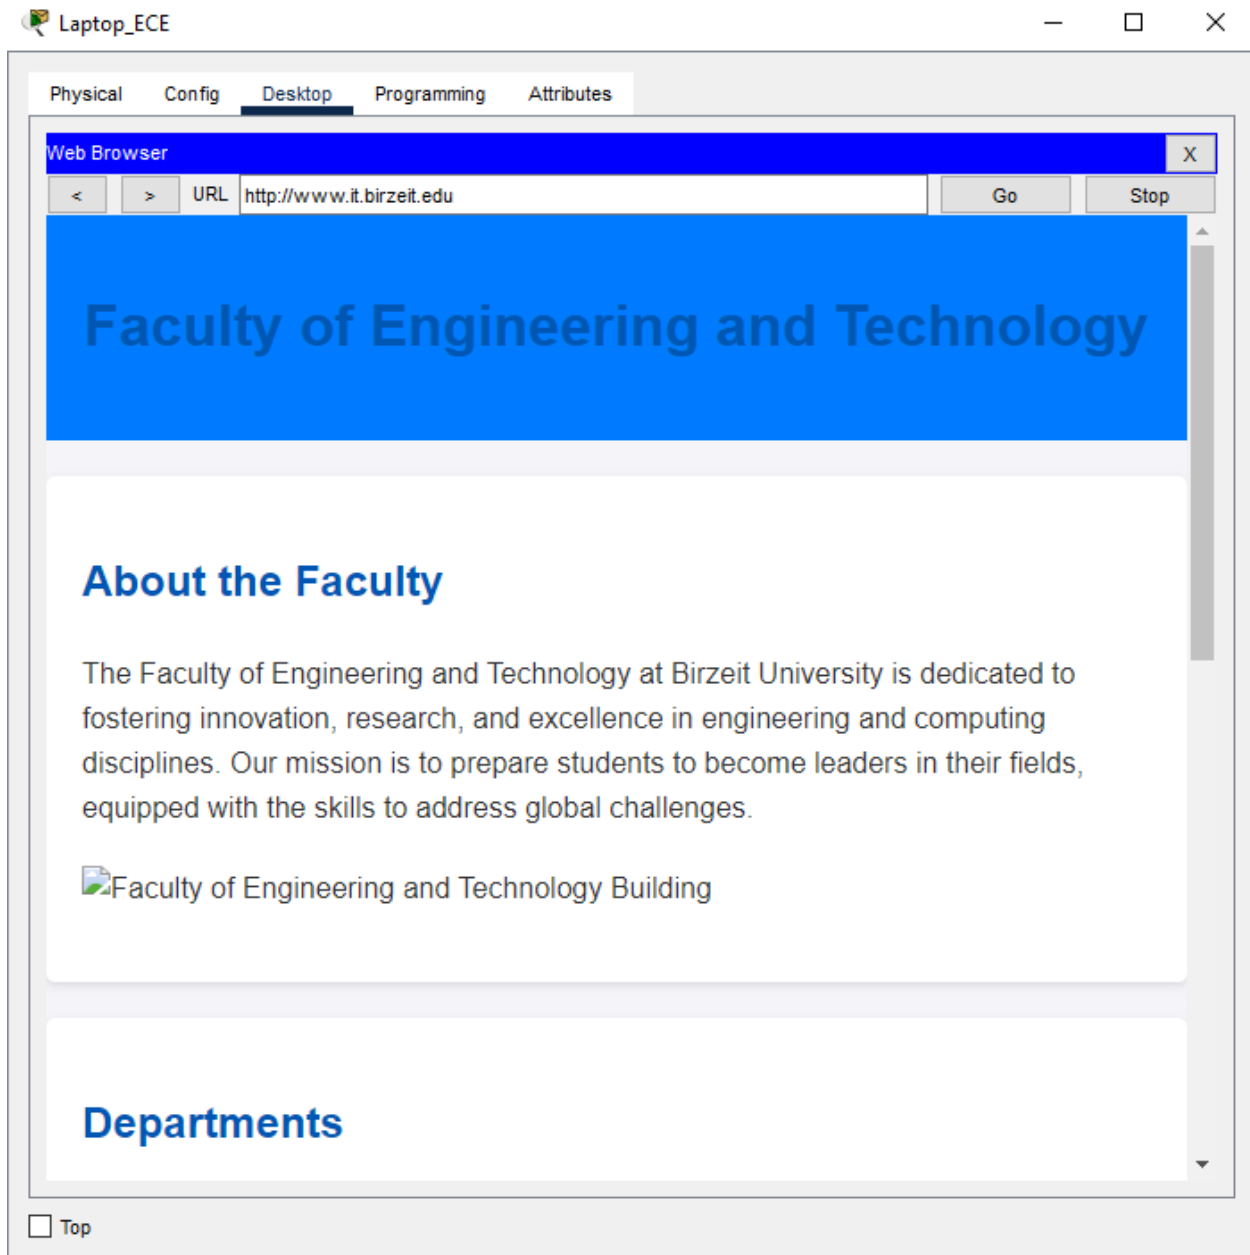 Laptop_ECE
Physical Config Desktop Programming Attributes
Web Browser X
< > URL http://www.it.birzeit.edu Go Stop
Faculty of Engineering and Technology
About the Faculty
The Faculty of Engineering and Technology at Birzeit University is dedicated to
fostering innovation, research, and excellence in engineering and computing
disciplines. Our mission is to prepare students to become leaders in their fields,
equipped with the skills to address global challenges.
Faculty of Engineering and Technology Building
Departments
Top